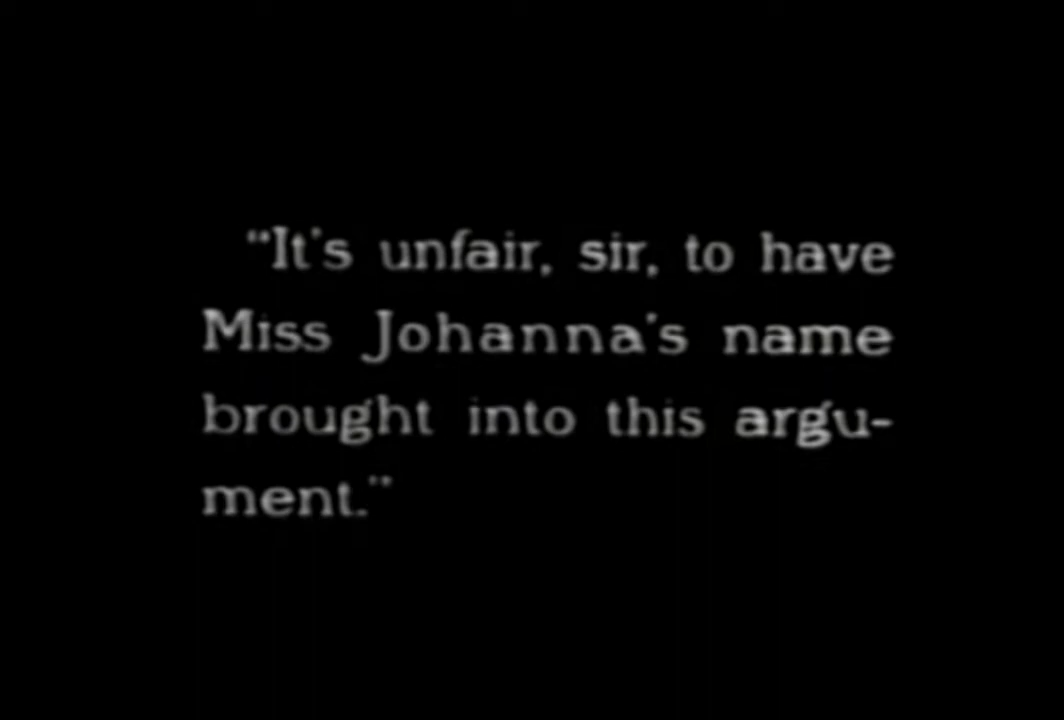 “It's unfair, sir, to have
Miss Johanna's name
brought into this argu-
ment.”